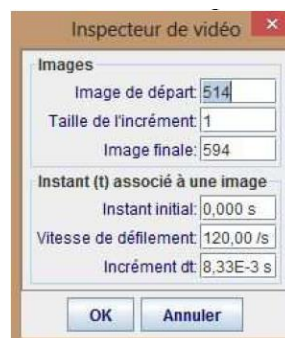 Inspecteur de vidéo
Images
Image de départ: 514
Taille de l'incrément: 1
Image finale: 594
Instant (t) associé à une image
Instant initial: 0,000 s
Vitesse de défilement: 120,00 /s
Incrément dt: 8,33E-3 s
OK Annuler